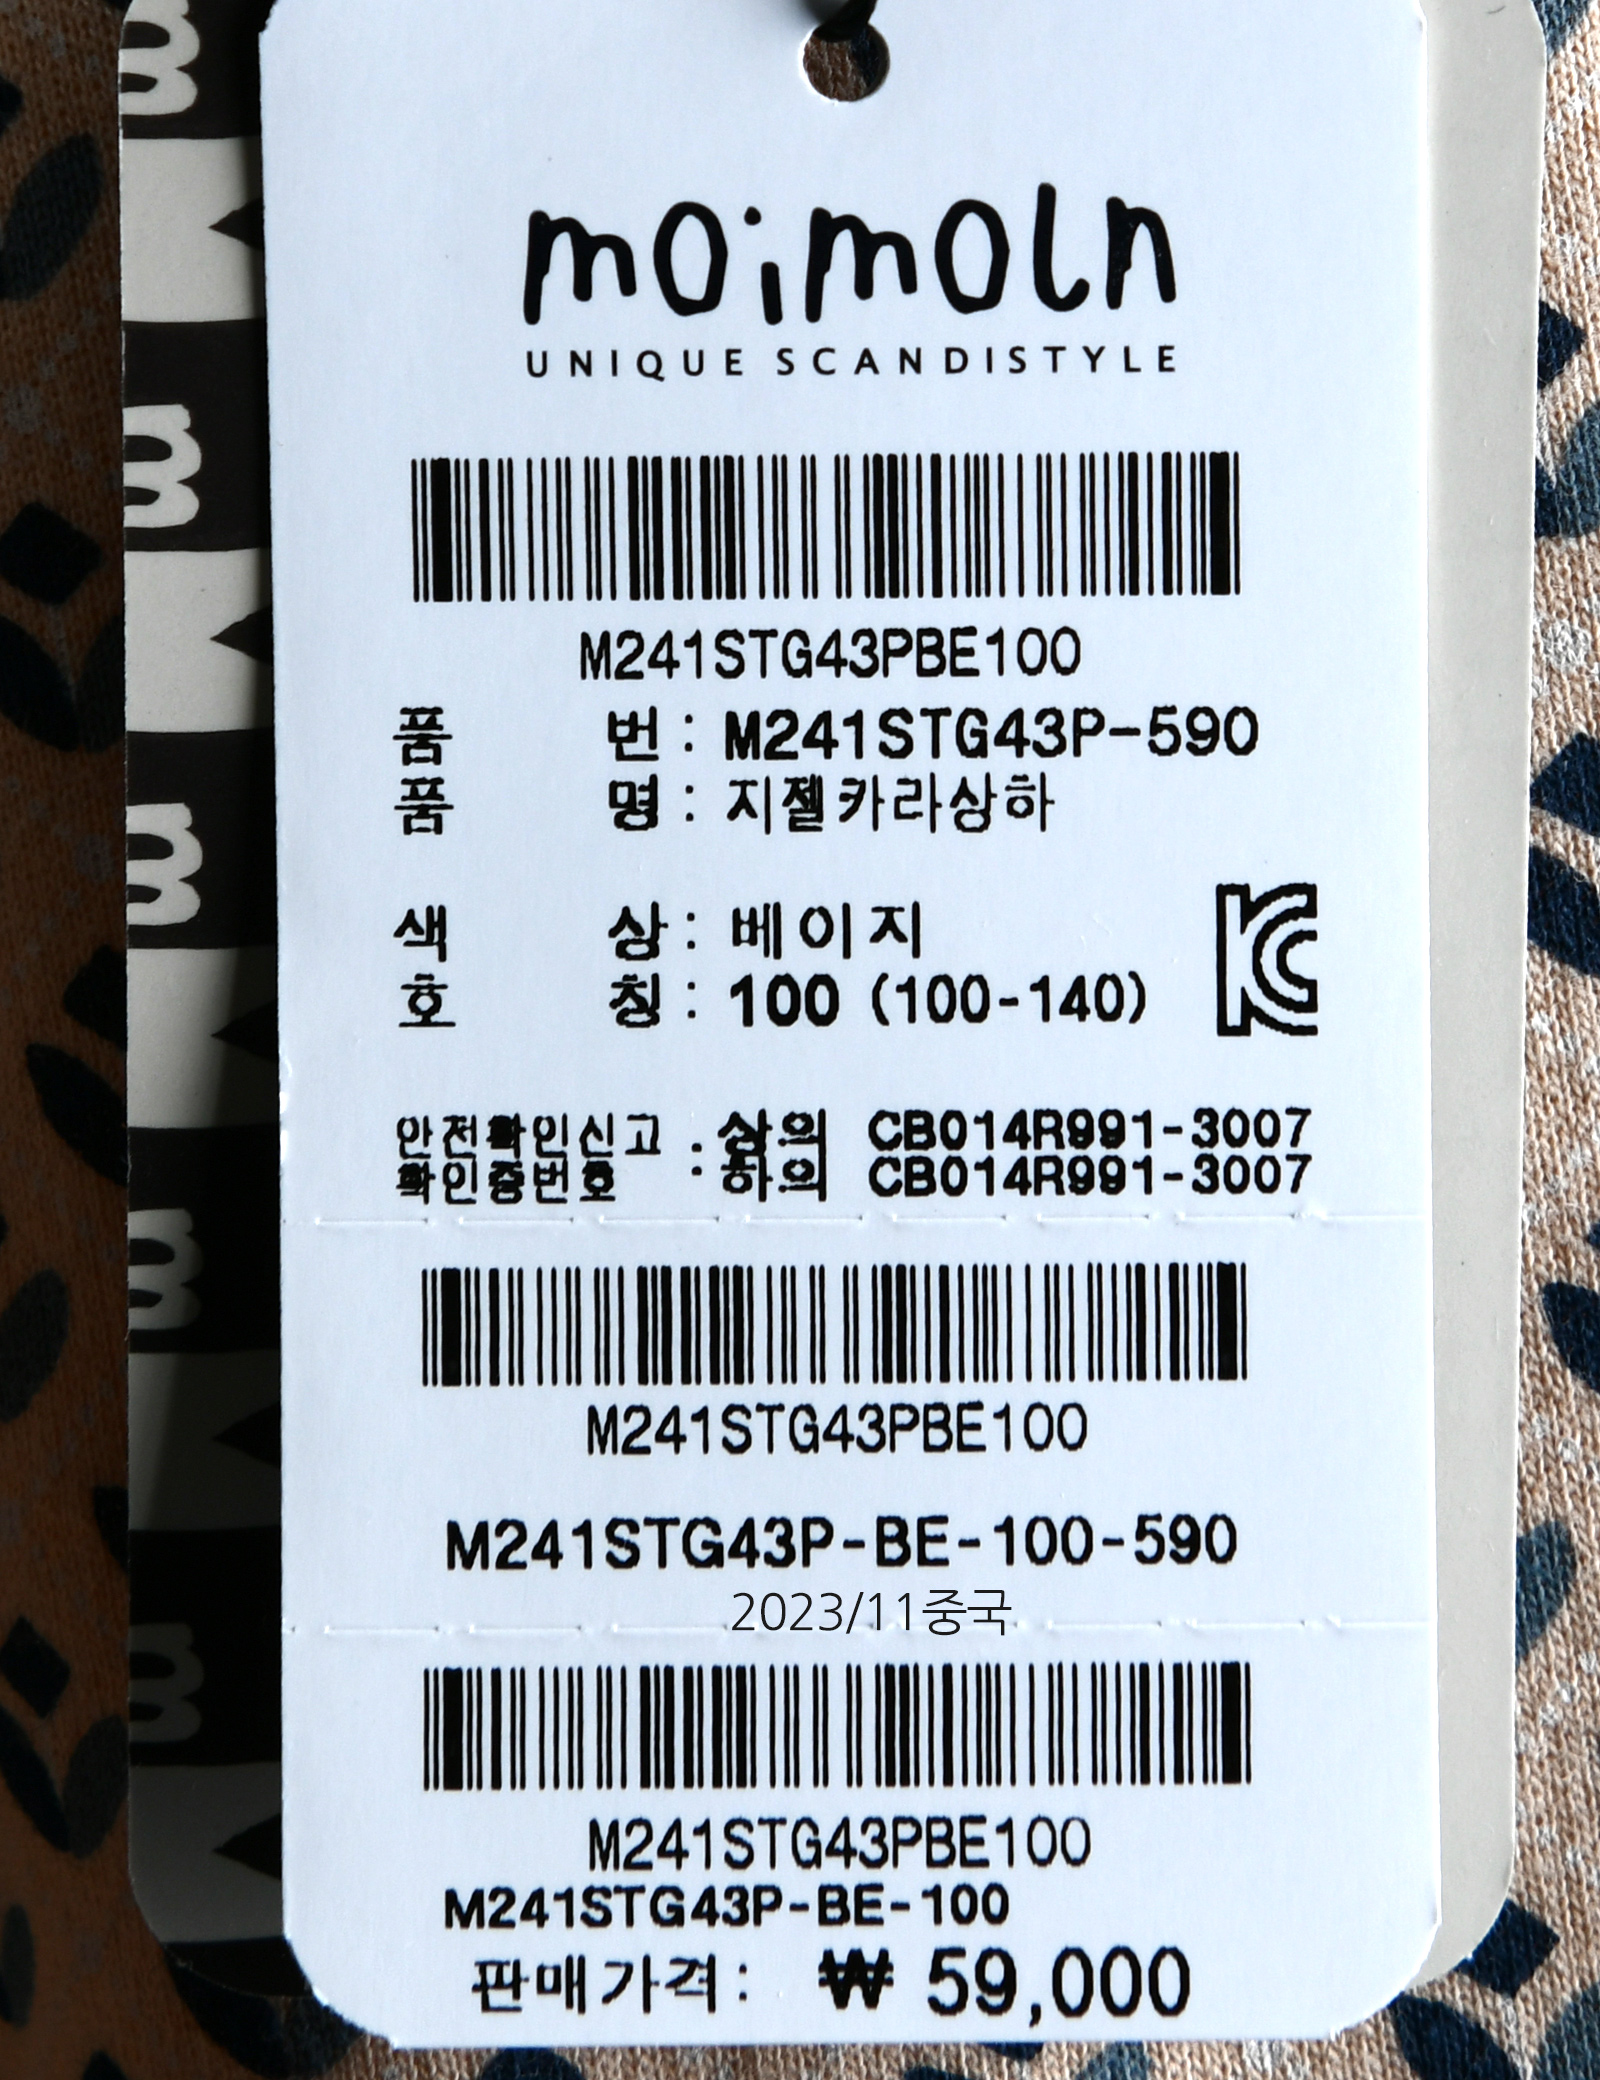 moimoln
UNIQUE SCANDISTYLE
M241STG43PBE100
품 번 : M241STG43P-590
품 명 : 지젤카라상하
색 상 : 베이지
호 칭 : 100 (100-140)
안전확인신고 : 상의 CB014R991-3007
확인증번호 하의 CB014R991-3007
M241STG43PBE100
M241STG43P-BE-100-590
2023/11중국
M241STG43PBE100
M241STG43P-BE-100
판매가격: ₩ 59,000